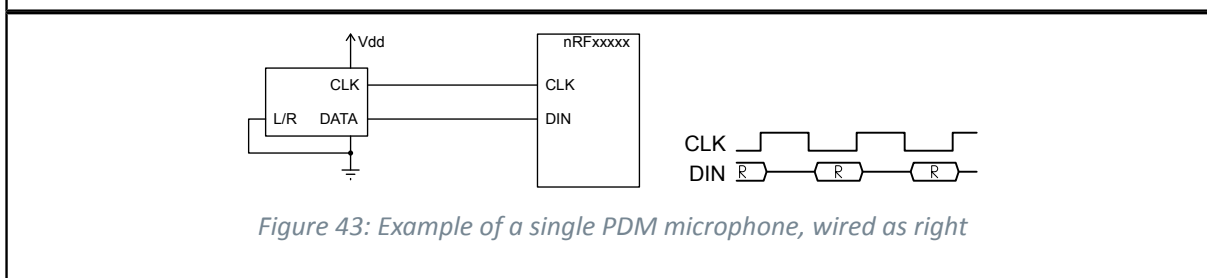 Vdd
nRFxxxxx
CLK
CLK
L/R
DATA
DIN
CLK
DIN
R
R
R
Figure 43: Example of a single PDM microphone, wired as right